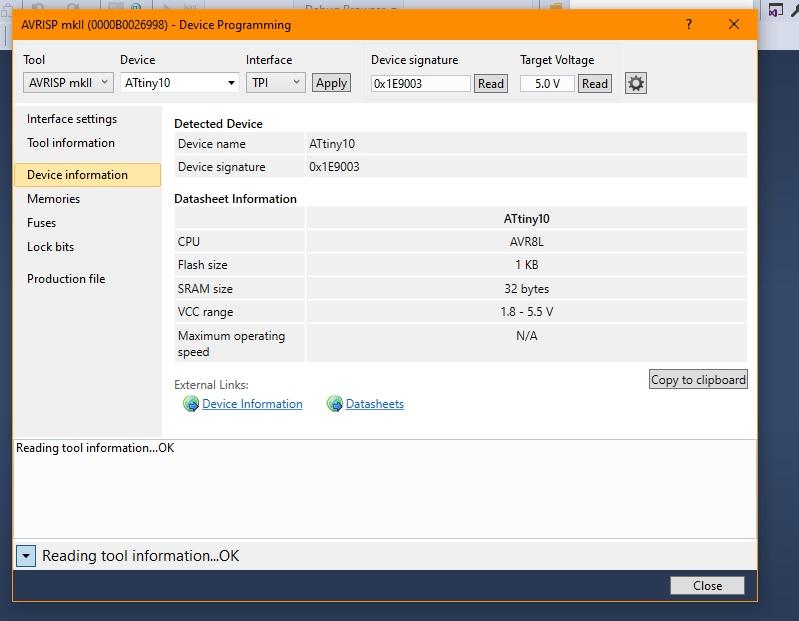 AVRISP mkII (0000B0026998) - Device Programming
?
Tool Device Interface Device signature Target Voltage
AVRISP mkII ATtiny10 TPI Apply 0x1E9003 Read 5.0 V Read
Interface settings
Tool information
Device information
Memories
Fuses
Lock bits
Production file
Detected Device
Device name ATtiny10
Device signature 0x1E9003
Datasheet Information
ATtiny10
CPU AVR8L
Flash size 1 KB
SRAM size 32 bytes
VCC range 1.8 - 5.5 V
Maximum operating N/A
speed
Copy to clipboard
External Links:
Device Information Datasheets
Reading tool information...OK
Reading tool information...OK
Close